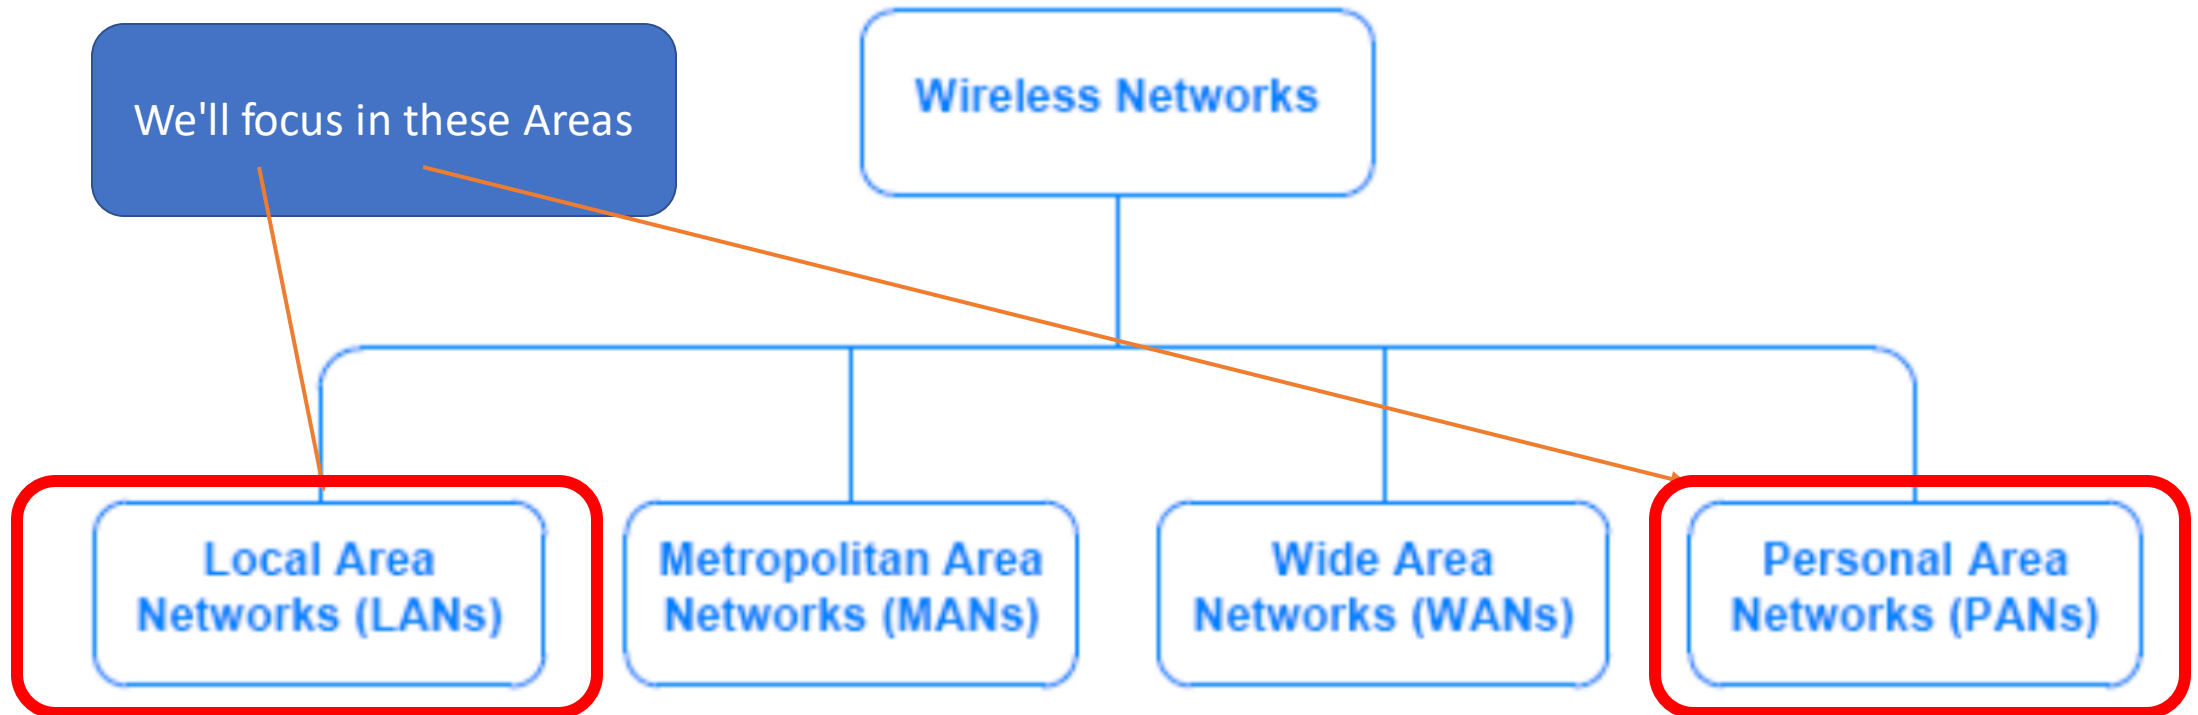 We'll focus in these Areas
Wireless Networks
Local Area
Networks (LANs)
Metropolitan Area
Networks (MANs)
Wide Area
Networks (WANs)
Personal Area
Networks (PANs)